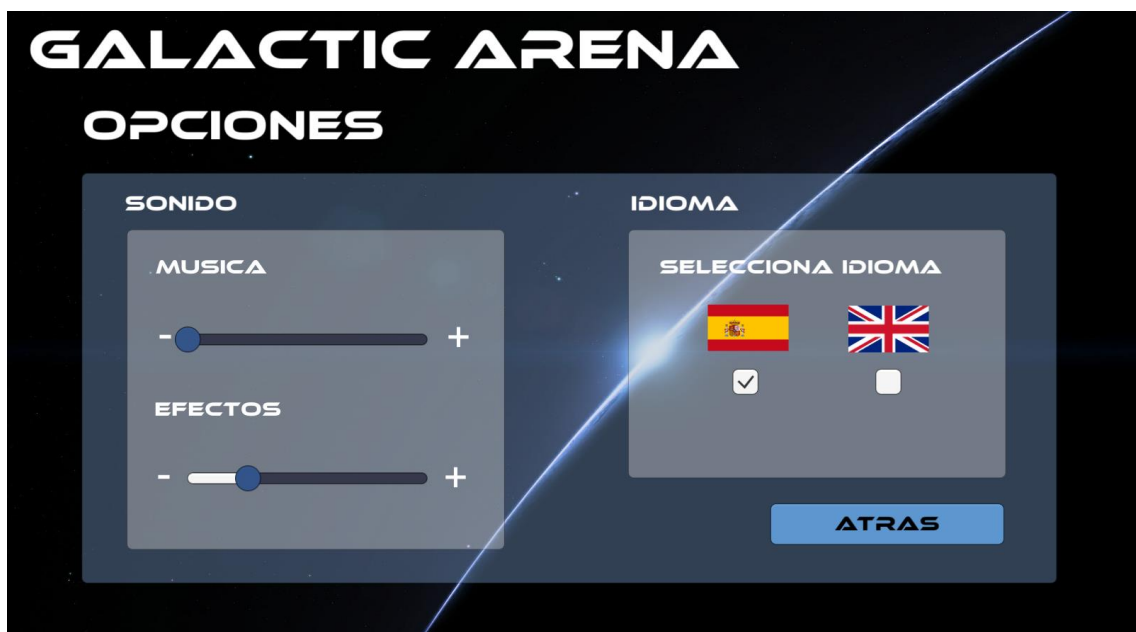 GALACTIC ARENA
OPCIONES
SONIDO
MUSICA
- +
EFECTOS
- +
IDIOMA
SELECCIONA IDIOMA
ATRAS